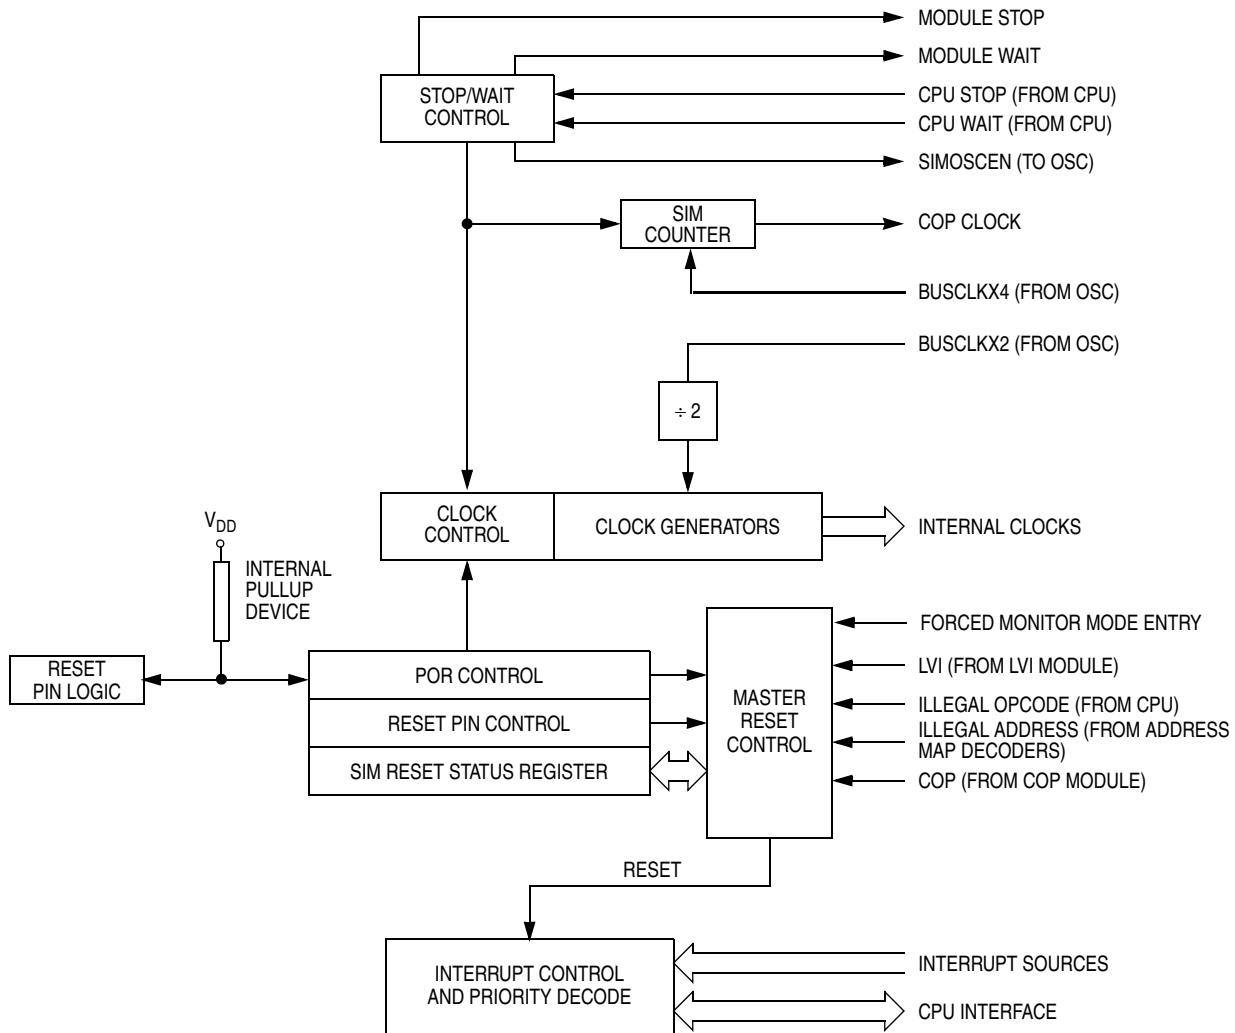 MODULE STOP
MODULE WAIT
STOP/WAIT
CONTROL
CPU STOP (FROM CPU)
CPU WAIT (FROM CPU)
SIMOSCEN (TO OSC)
SIM
COUNTER
COP CLOCK
BUSCLKX4 (FROM OSC)
BUSCLKX2 (FROM OSC)
÷ 2
CLOCK
CONTROL
CLOCK GENERATORS
INTERNAL CLOCKS
VDD
INTERNAL
PULLUP
DEVICE
RESET
PIN LOGIC
POR CONTROL
RESET PIN CONTROL
SIM RESET STATUS REGISTER
MASTER
RESET
CONTROL
FORCED MONITOR MODE ENTRY
LVI (FROM LVI MODULE)
ILLEGAL OPCODE (FROM CPU)
ILLEGAL ADDRESS (FROM ADDRESS
MAP DECODERS)
COP (FROM COP MODULE)
RESET
INTERRUPT CONTROL
AND PRIORITY DECODE
INTERRUPT SOURCES
CPU INTERFACE